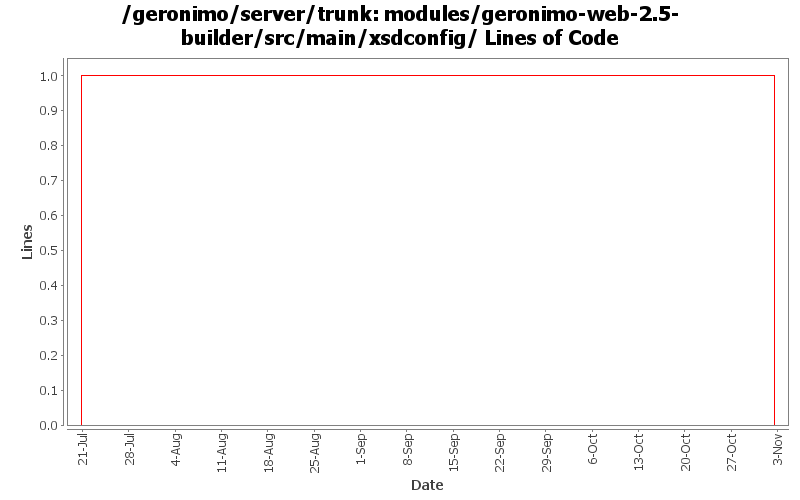 /geronimo/server/trunk: modules/geronimo-web-2.5-
builder/src/main/xsdconfig/ Lines of Code
Lines
1.0
0.9
0.8
0.7
0.6
0.5
0.4
0.3
0.2
0.1
0.0
21-Jul
28-Jul
4-Aug
11-Aug
18-Aug
25-Aug
1-Sep
8-Sep
15-Sep
22-Sep
29-Sep
6-Oct
13-Oct
20-Oct
27-Oct
3-Nov
Date